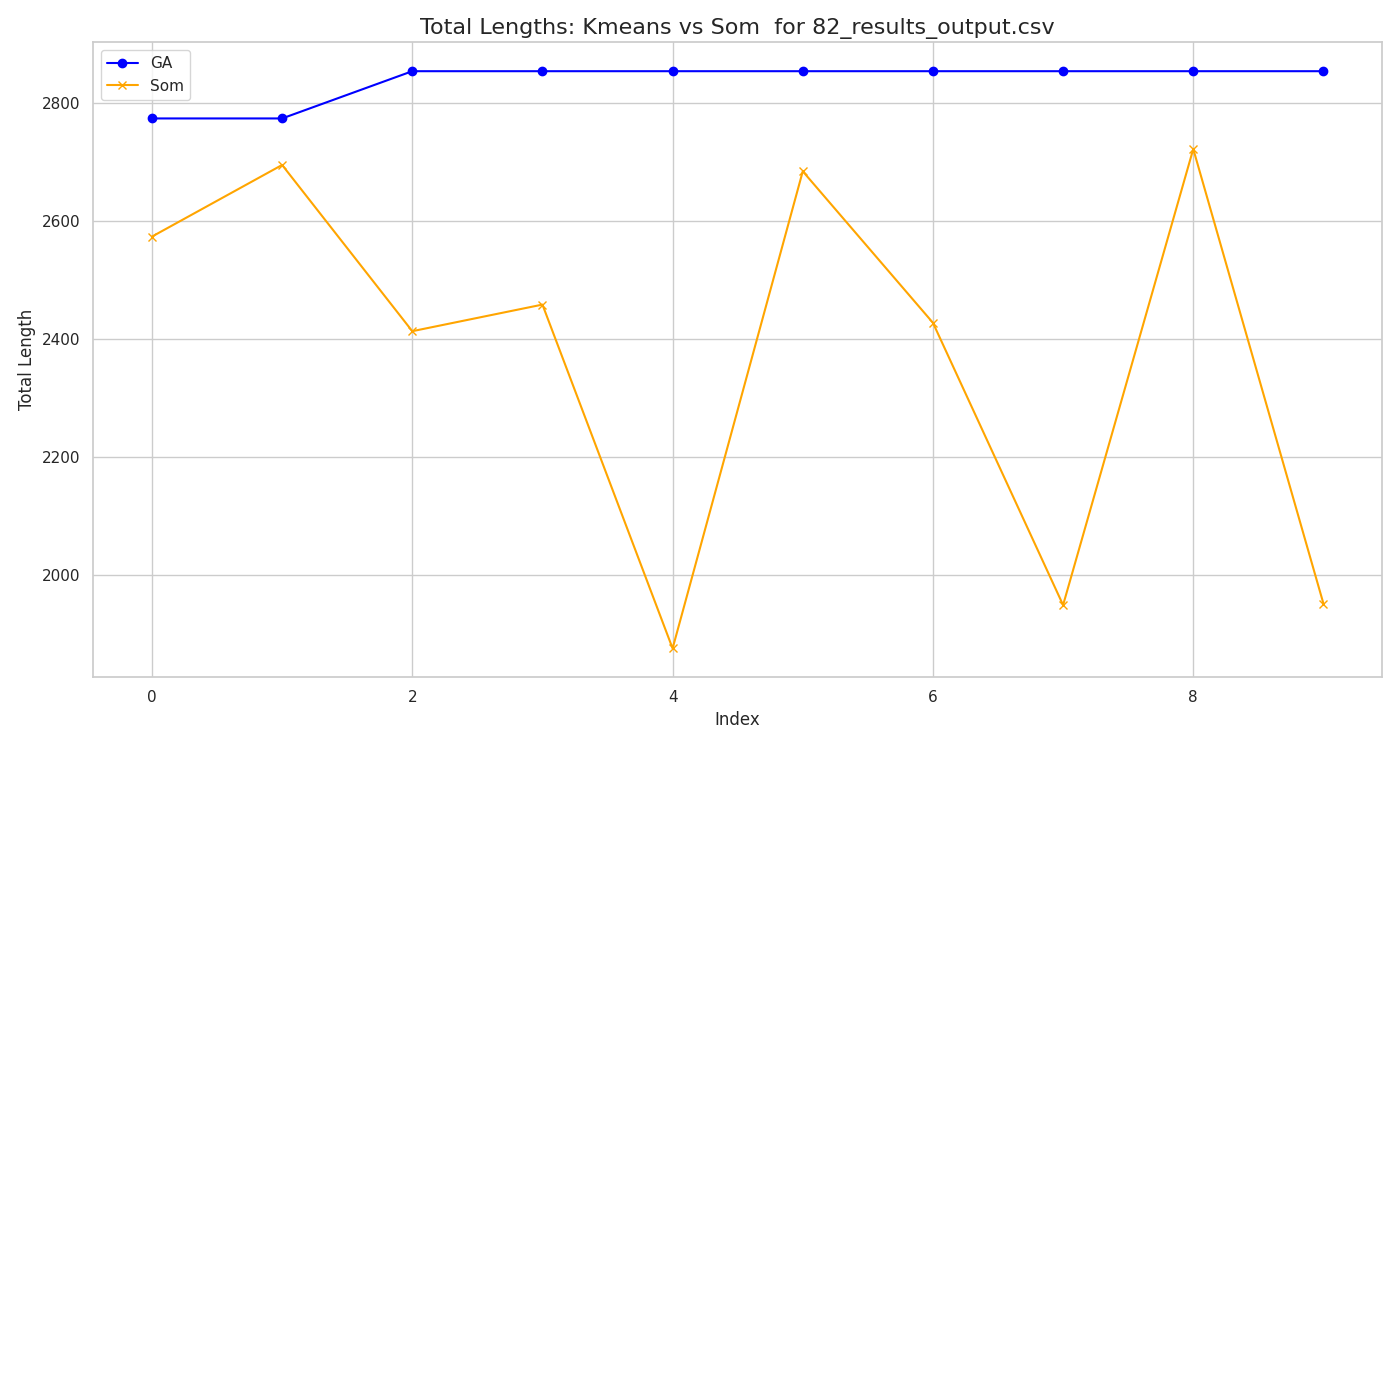 Total Lengths: Kmeans vs Som  for 82_results_output.csv
GA
Som
2800
2600
2400
2200
2000
Total Length
0 2 4 6 8
Index